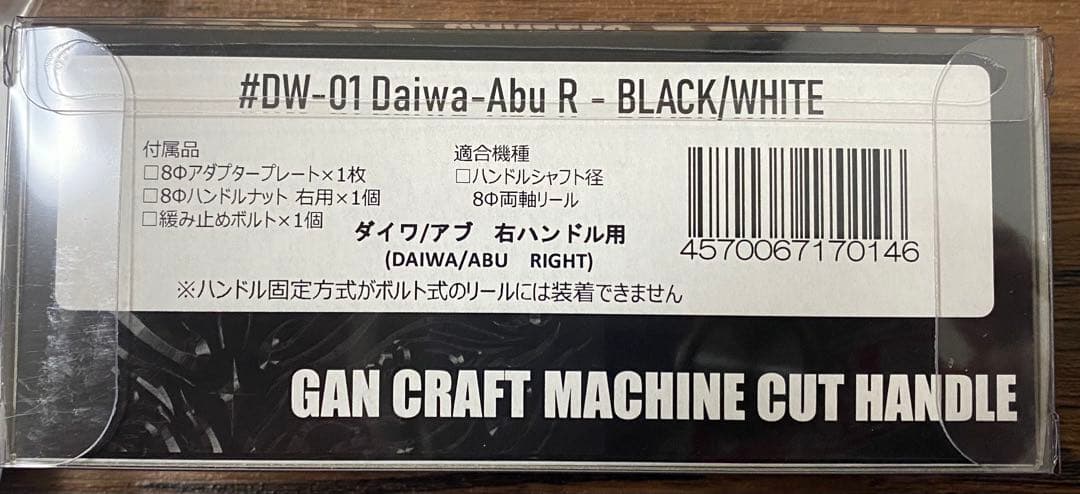 #DW-01 Daiwa-Abu R - BLACK/WHITE
付属品
□8Φアダプタープレート×1枚
□8Φハンドルナット 右用×1個
□緩み止めボルト×1個
適合機種
□ハンドルシャフト径
8Φ両軸リール
ダイワ/アブ 右ハンドル用
(DAIWA/ABU RIGHT)
4570067170146
※ハンドル固定方式がボルト式のリールには装着できません
GAN CRAFT MACHINE CUT HANDLE